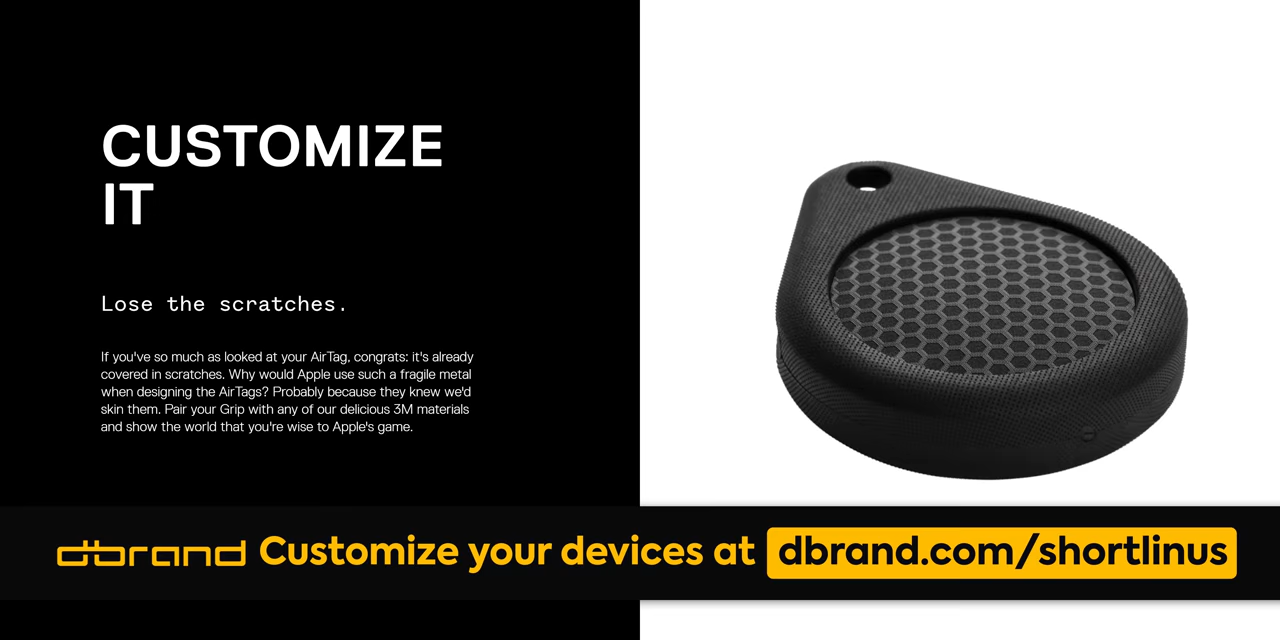 CUSTOMIZE
IT
Lose the scratches.
If you've so much as looked at your AirTag, congrats: it's already
covered in scratches. Why would Apple use such a fragile metal
when designing the AirTags? Probably because they knew we'd
skin them. Pair your Grip with any of our delicious 3M materials
and show the world that you're wise to Apple's game.
dbrand Customize your devices at dbrand.com/shortlinus